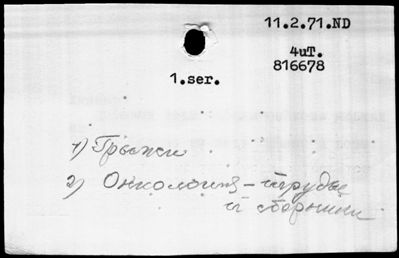 11.2.71.ND
4uT.
816678
1.ser.
1) Грыжи
2) Онкология – труды
и сборники